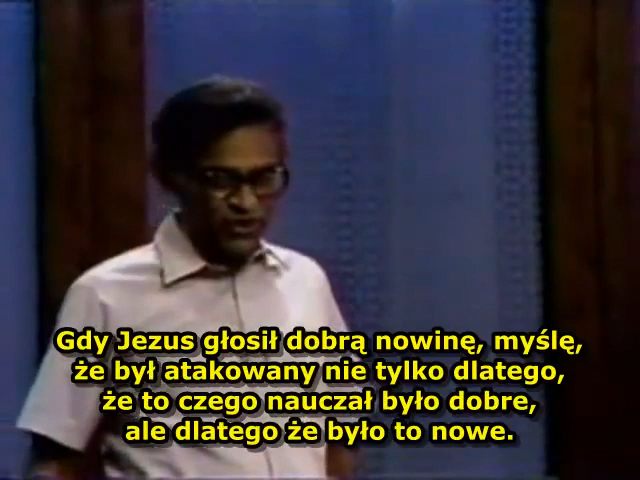 Gdy Jezus głosił dobrą nowinę, myślę,
że był atakowany nie tylko dlatego,
że to czego nauczał było dobre,
ale dlatego że było to nowe.